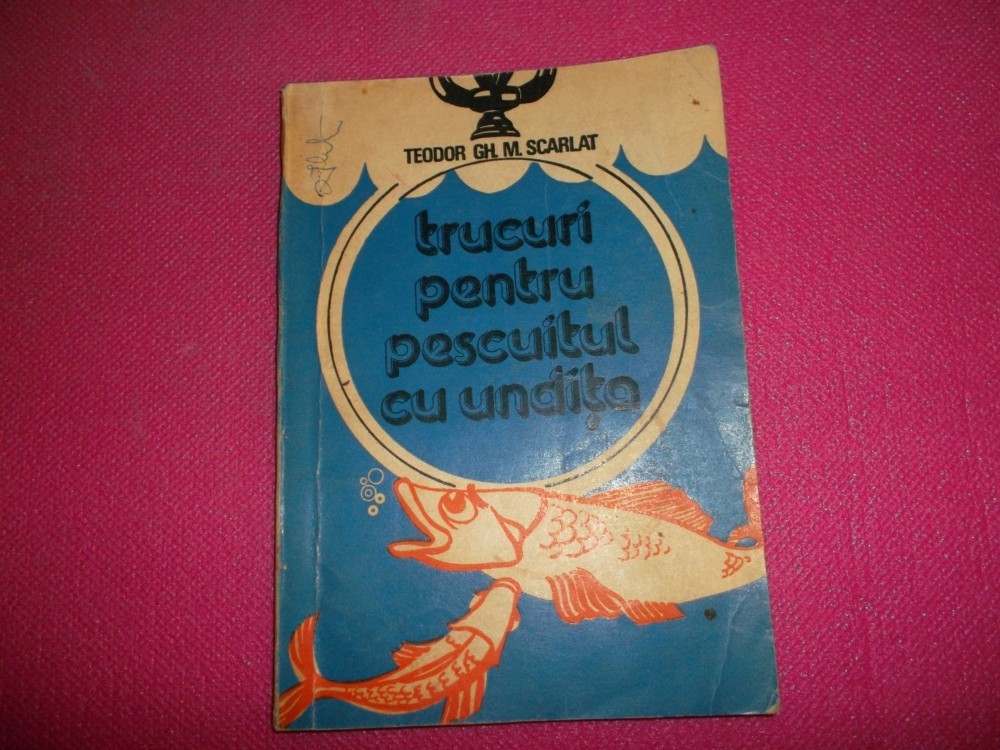 TEODOR GH. M. SCARLAT
trucuri
pentru
pescuitul
cu undița